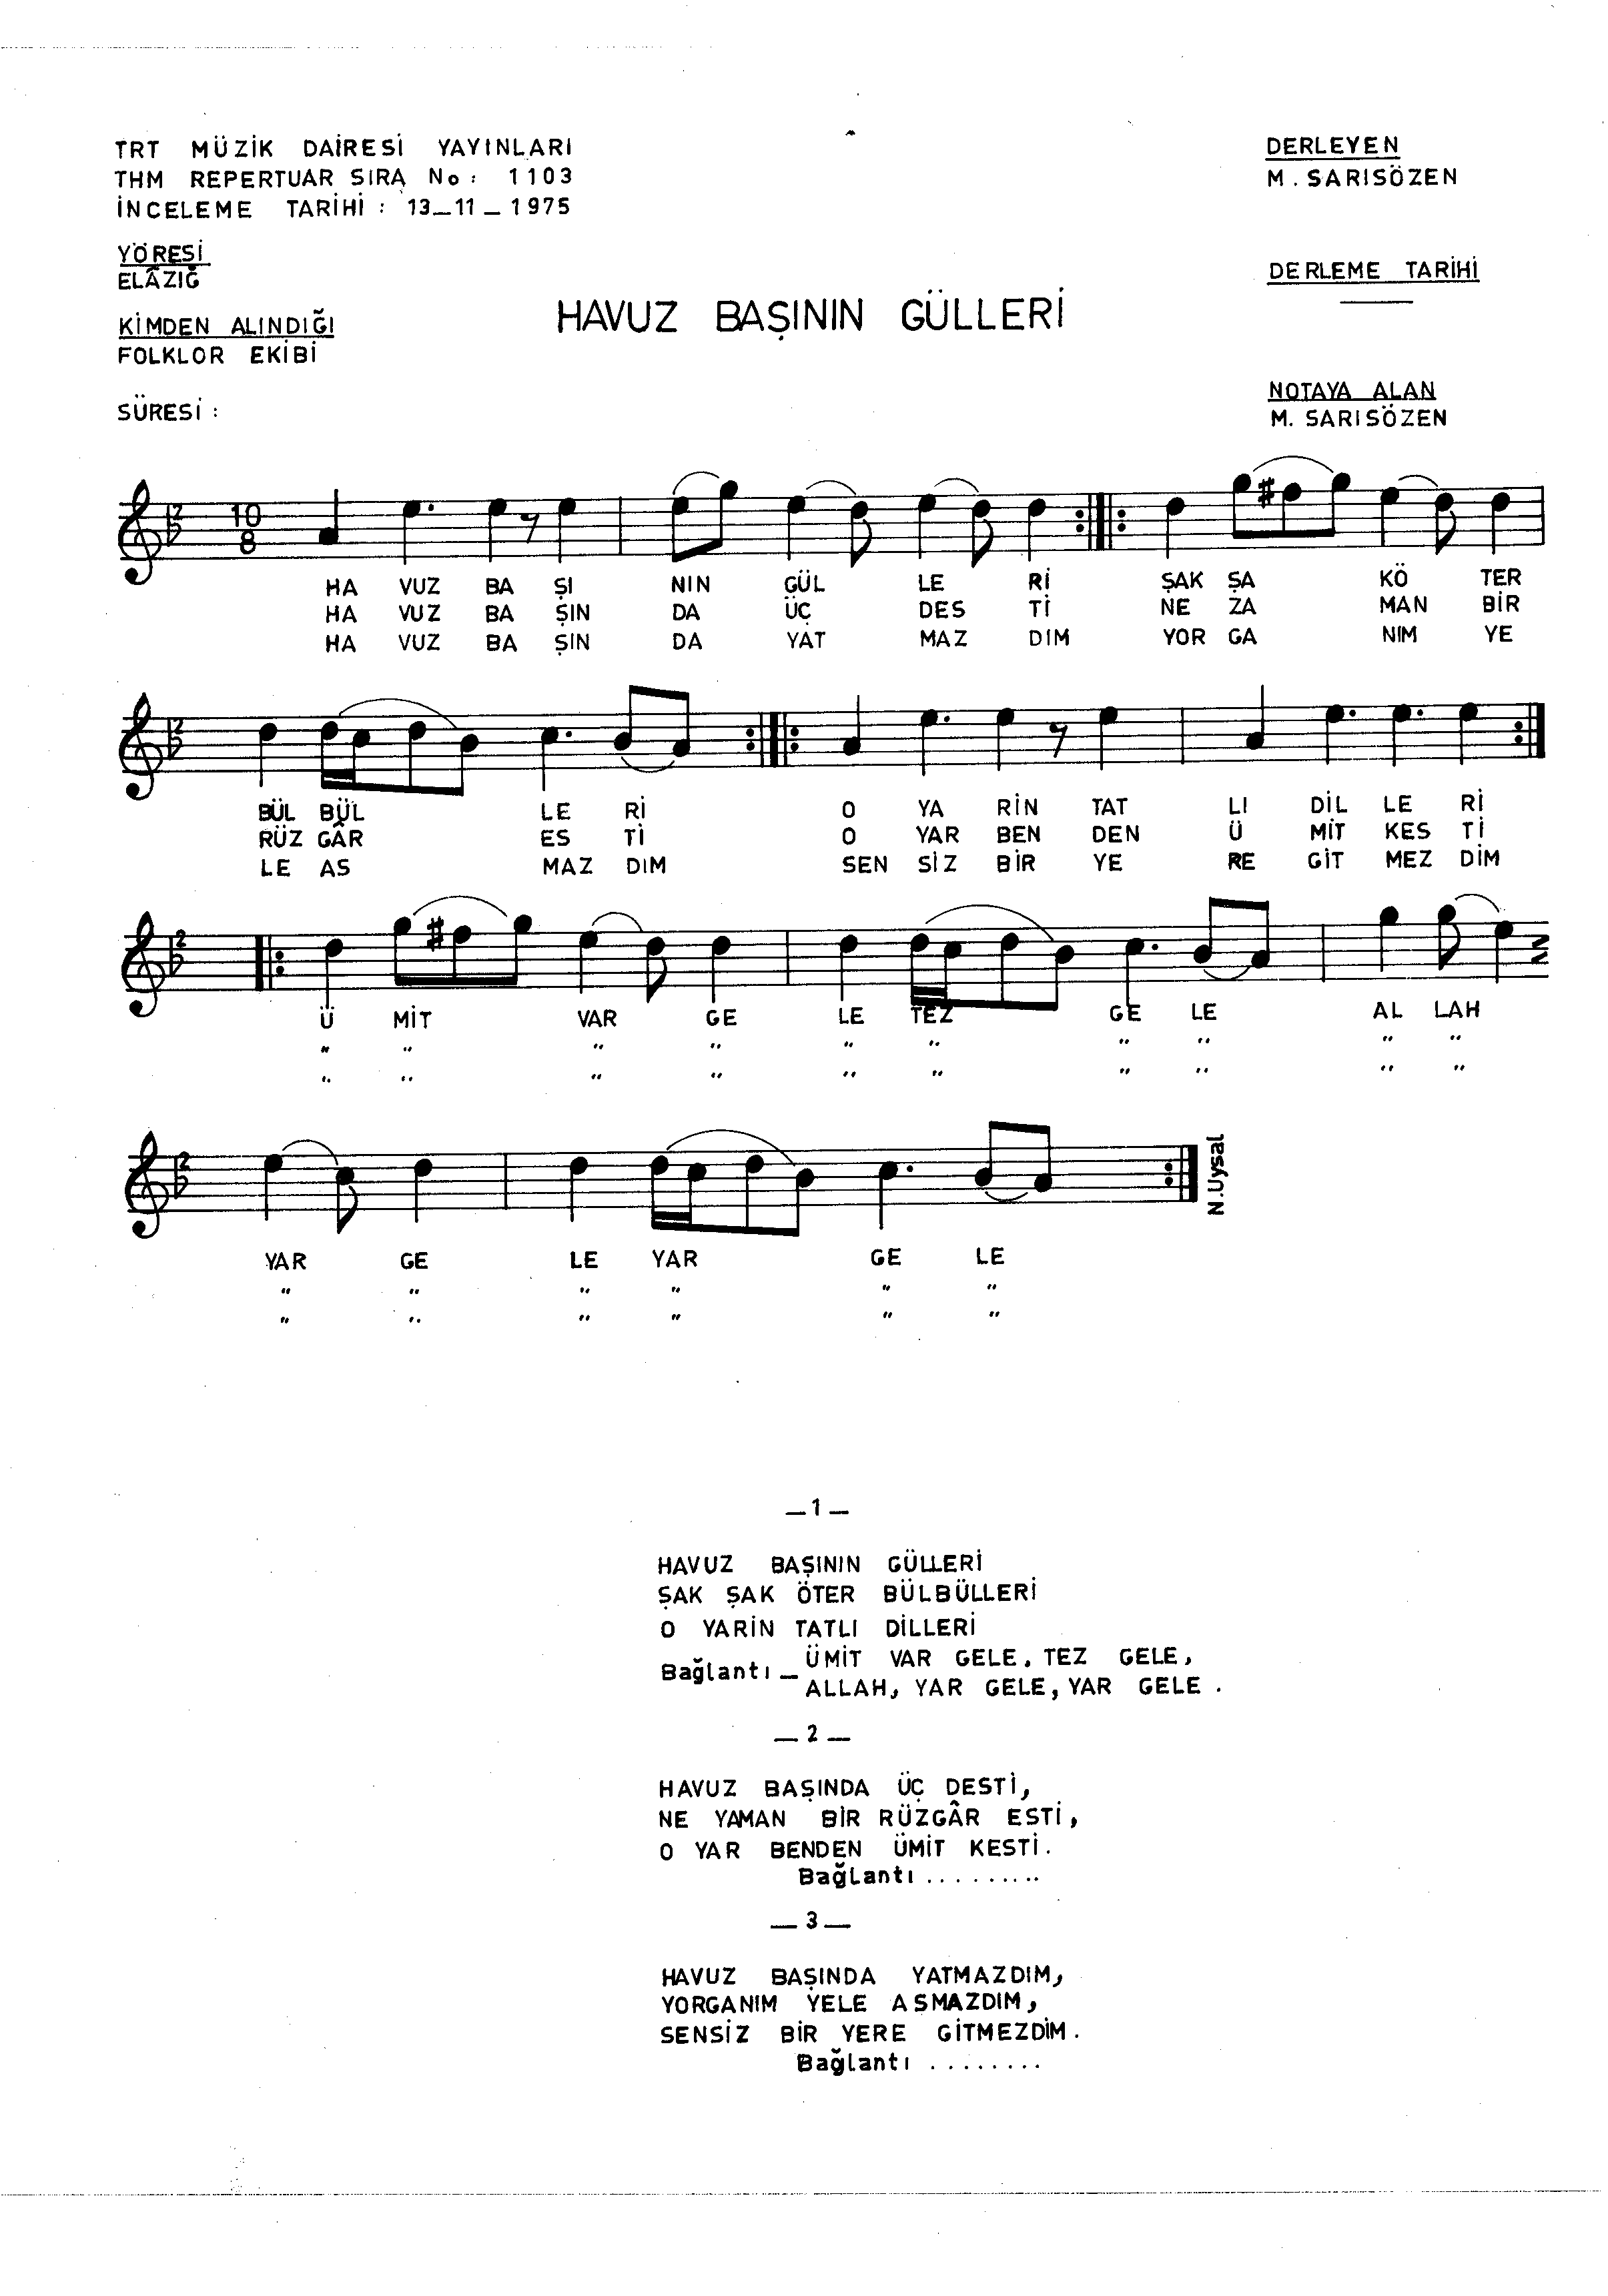 TRT MÜZİK DAİRESİ YAYINLARI
THM REPERTUAR SIRA No: 1103
İNCELEME TARİHİ: 13_11_1975
YÖRESİ
ELÂZIĞ
KİMDEN ALINDIĞI
FOLKLOR EKİBİ
SÜRESİ:
HAVUZ BAŞININ GÜLLERİ
DERLEYEN
M. SARISÖZEN
DERLEME TARİHİ
NOTAYA ALAN
M. SARISÖZEN
2 10 8
HA VUZ BA ŞI NIN GÜL LE Rİ ŞAK ŞA KÖ TER
HA VUZ BA ŞIN DA ÜÇ DES Tİ NE ZA MAN BİR
HA VUZ BA ŞIN DA YAT MAZ DIM YOR GA NIM YE
2
BÜL BÜL LE Rİ O YA RİN TAT LI DİL LE Rİ
RÜZ GÂR ES Tİ O YAR BEN DEN Ü MİT KES Tİ
LE AS MAZ DIM SEN SİZ BİR YE RE GİT MEZ DİM
2
Ü MİT VAR GE LE TEZ GE LE AL LAH
" " " " " " " " " "
" " " " " " " " " "
2
N.Uysal
YAR GE LE YAR GE LE
" " " " " "
" " " " " "
_1_
HAVUZ BAŞININ GÜLLERİ
ŞAK ŞAK ÖTER BÜLBÜLLERİ
O YARİN TATLI DİLLERİ
Bağlantı _ ÜMİT VAR GELE, TEZ GELE,
ALLAH, YAR GELE, YAR GELE.
_2_
HAVUZ BAŞINDA ÜÇ DESTİ,
NE YAMAN BİR RÜZGÂR ESTİ,
O YAR BENDEN ÜMİT KESTİ.
Bağlantı .........
_3_
HAVUZ BAŞINDA YATMAZDIM,
YORGANIM YELE ASMAZDIM,
SENSİZ BİR YERE GİTMEZDİM.
Bağlantı ........